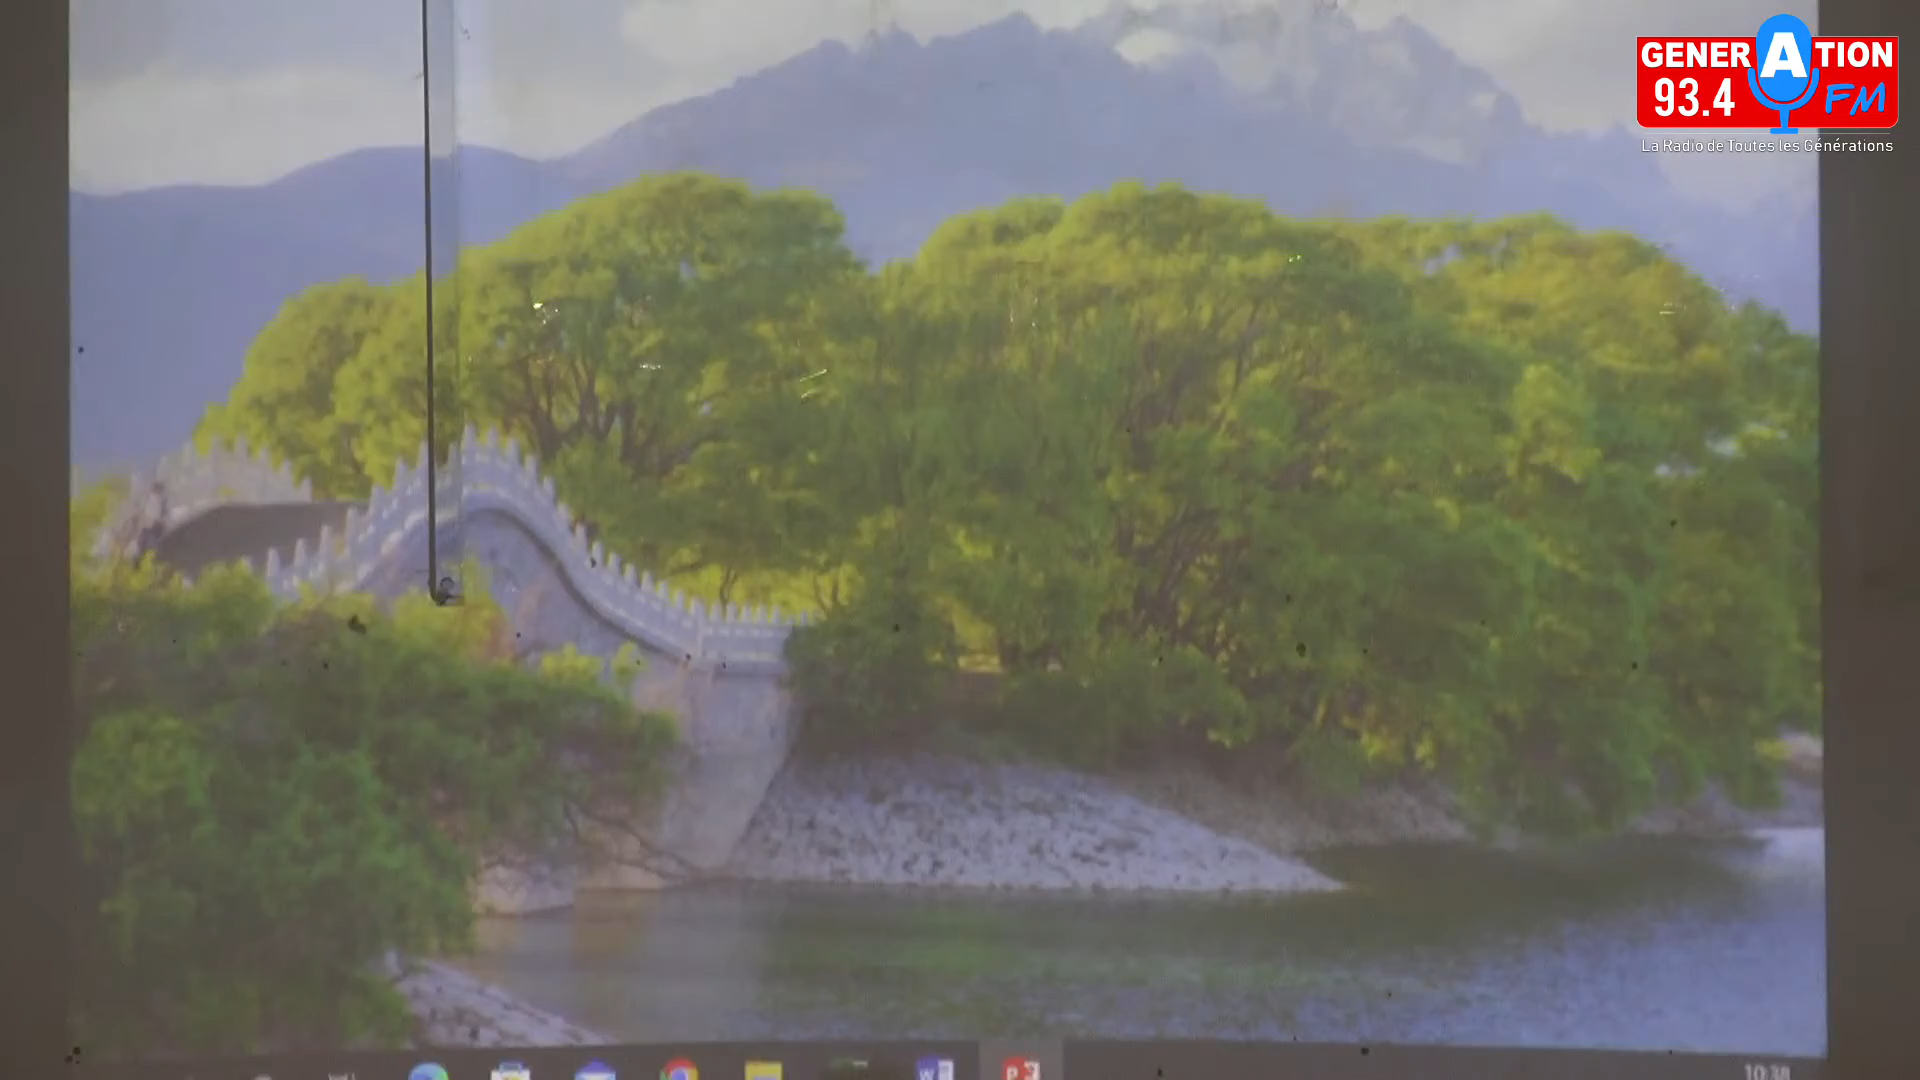 GENERATION
93.4 FM
La Radio de Toutes les Générations
W
P
10:38